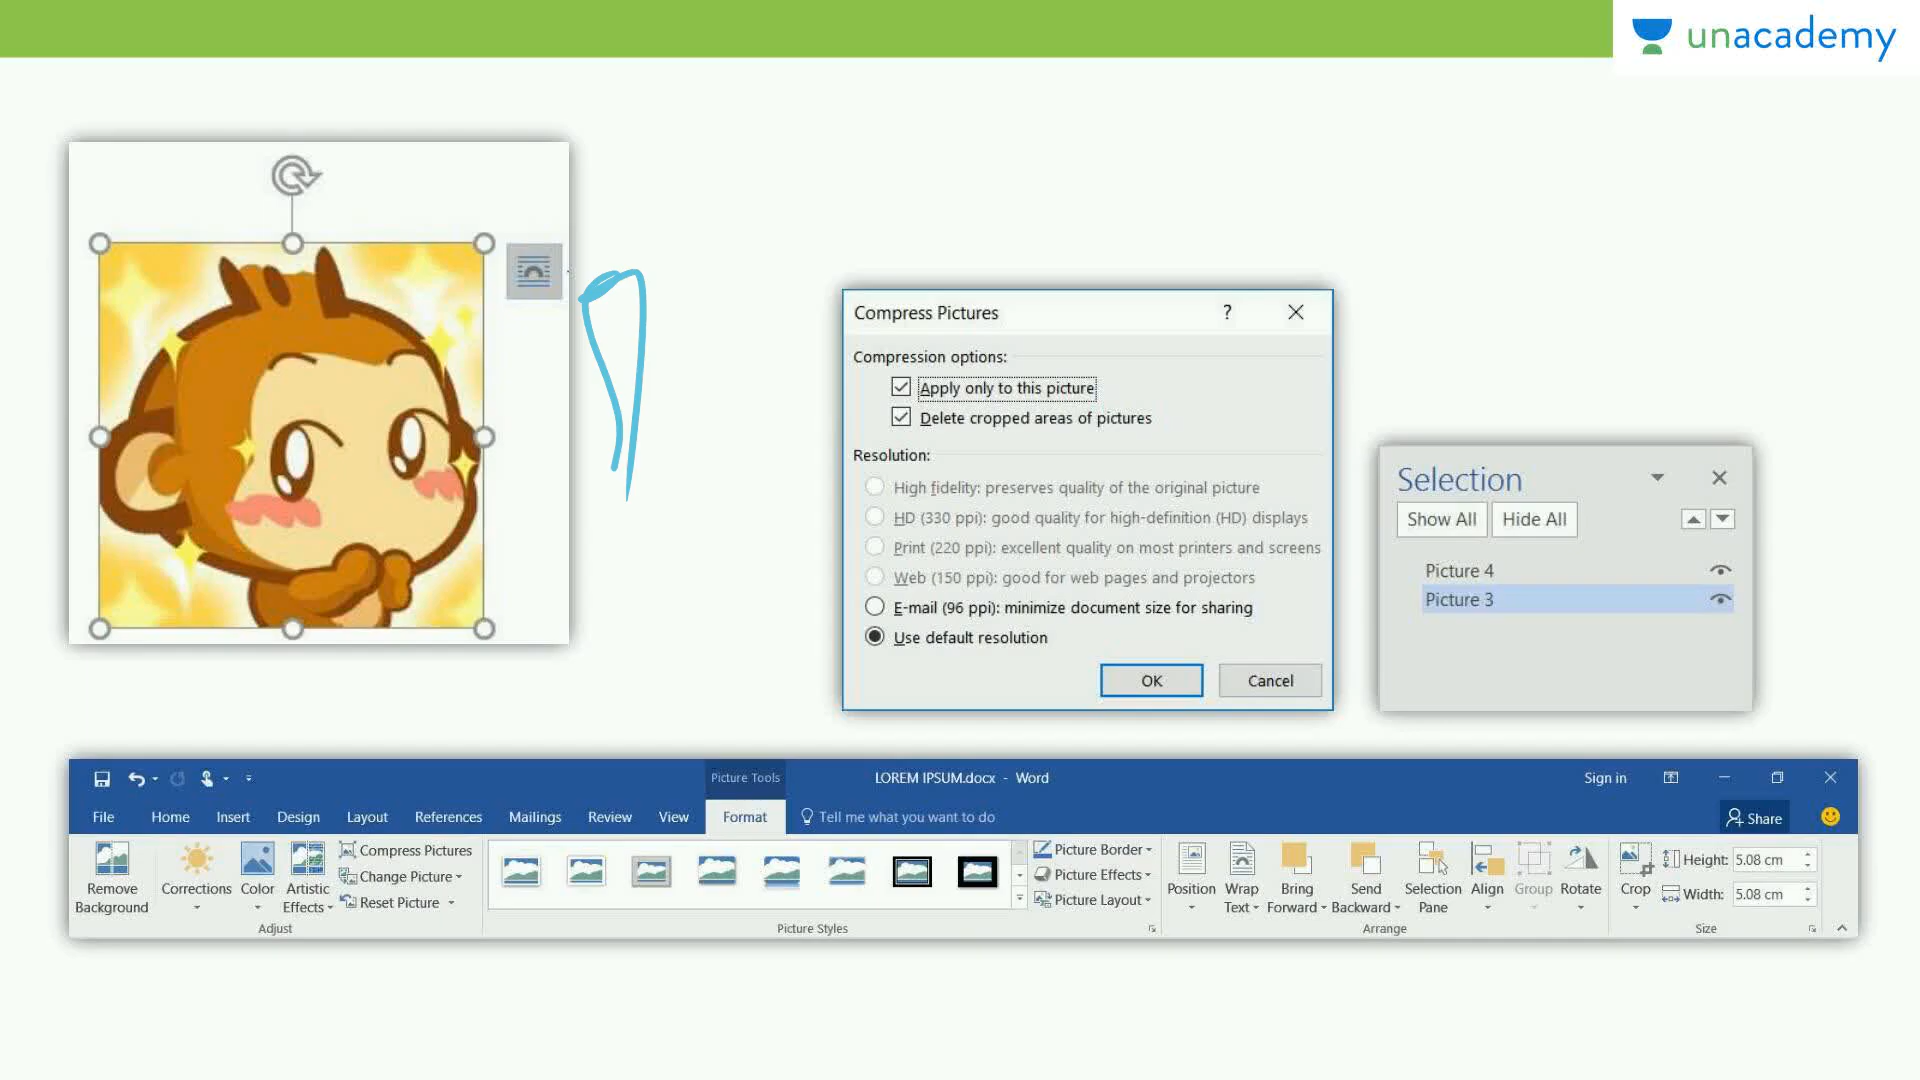 unacademy
Compress Pictures ?
Compression options:
Apply only to this picture
Delete cropped areas of pictures
Resolution:
High fidelity: preserves quality of the original picture
HD (330 ppi): good quality for high-definition (HD) displays
Print (220 ppi): excellent quality on most printers and screens
Web (150 ppi): good for web pages and projectors
E-mail (96 ppi): minimize document size for sharing
Use default resolution
OK Cancel
Selection
Show All Hide All
Picture 4
Picture 3
Picture Tools LOREM IPSUM.docx - Word Sign in
File Home Insert Design Layout References Mailings Review View Format Tell me what you want to do Share
Remove Background
Corrections
Color
Artistic Effects
Compress Pictures
Change Picture
Reset Picture
Adjust
Picture Border
Picture Effects
Picture Layout
Picture Styles
Position
Wrap Text
Bring Forward
Send Backward
Selection Pane
Align
Group
Rotate
Arrange
Crop
Height: 5.08 cm
Width: 5.08 cm
Size